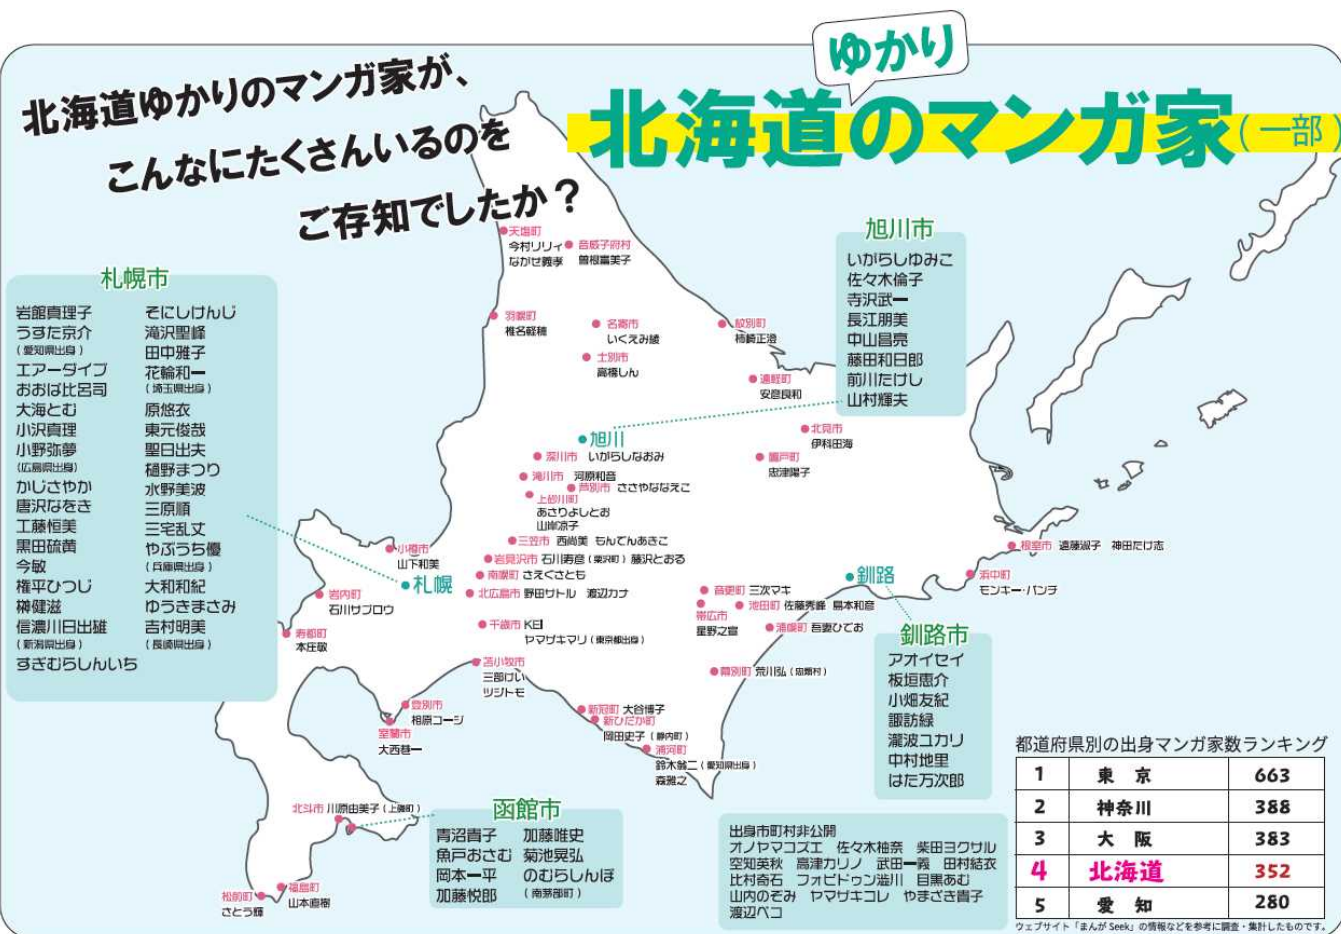 北海道ゆかりのマンガ家が、
こんなにたくさんいるのを
ご存知でしたか？
ゆかり
北海道のマンガ家(一部)
札幌市
岩館真理子
うすた京介
(愛知県出身)
エアーダイブ
おおば比呂司
大海とむ
小沢真理
小野弥夢
(広島県出身)
かじさやか
唐沢なをき
工藤恒美
黒田硫黄
今敏
権平ひつじ
榊健滋
信濃川日出雄
(新潟県出身)
すぎむらしんいち
そにしけんじ
滝沢聖峰
田中雅子
花輪和一
(埼玉県出身)
原悠衣
東元俊哉
聖日出夫
樋野まつり
水野美波
三原順
三宅乱丈
やぶうち優
(兵庫県出身)
大和和紀
ゆうきまさみ
吉村明美
(長崎県出身)
天塩町
今村リリィ
ながせ義孝
音威子府村
曽根富美子
羽幌町
椎名軽穂
名寄市
いくえみ綾
士別市
高橋しん
紋別町
柿崎正澄
遠軽町
安彦良和
北見市
伊科田海
忠津陽子
旭川市
いがらしゆみこ
佐々木倫子
寺沢武一
長江朋美
中山昌亮
藤田和日郎
前川たけし
山村輝夫
旭川
深川市 いがらしなおみ
滝川市 河原和音
芦別市 ささやななえこ
上砂川町
あさりよしとお
山岸凉子
三笠市 西尚美 もんでんあきこ
岩見沢市 石川寿彦(栗沢町) 藤沢とおる
南幌町 さえぐさとも
北広島市 野田サトル 渡辺カナ
千歳市 KEI
ヤマザキマリ(東京都出身)
小樽市
山下和美
札幌
岩内町
石川サブロウ
寿都町
本庄敬
苫小牧市
三部けい
ツジトモ
登別市
相原コージ
室蘭市
大西巷一
新冠町 大谷博子
新ひだか町
岡田史子(静内町)
浦河町
(愛知県出身)
森雅之
音更町 三次マキ
帯広市
星野之宣
池田町 佐藤秀峰 島本和彦
浦幌町 吾妻ひでお
幕別町 荒川弘(忠類村)
釧路
根室市 遠藤淑子 神田たけ志
浜中町
モンキー・パンチ
釧路市
アオイセイ
板垣恵介
小畑友紀
諏訪緑
瀧波ユカリ
中村地里
はた万次郎
北斗市 川原由美子(上磯町)
函館市
青沼貴子
魚戸おさむ
岡本一平
加藤悦郎
加藤唯史
菊池晃弘
のむらしんぼ
(南茅部町)
福島町
山本直樹
松前町
さとう輝
出身市町村非公開
オノヤマコズエ 佐々木柚奈 柴田ヨクサル
空知英秋 高津カリノ 武田一義 田村結衣
比村奇石 フォビドゥン澁川 目黒あむ
山内のぞみ ヤマザキコレ やまざき貴子
渡辺ペコ
都道府県別の出身マンガ家数ランキング
1 東京 663
2 神奈川 388
3 大阪 383
4 北海道 352
5 愛知 280
ウェブサイト「まんがSeek」の情報などを参考に調査・集計したものです。